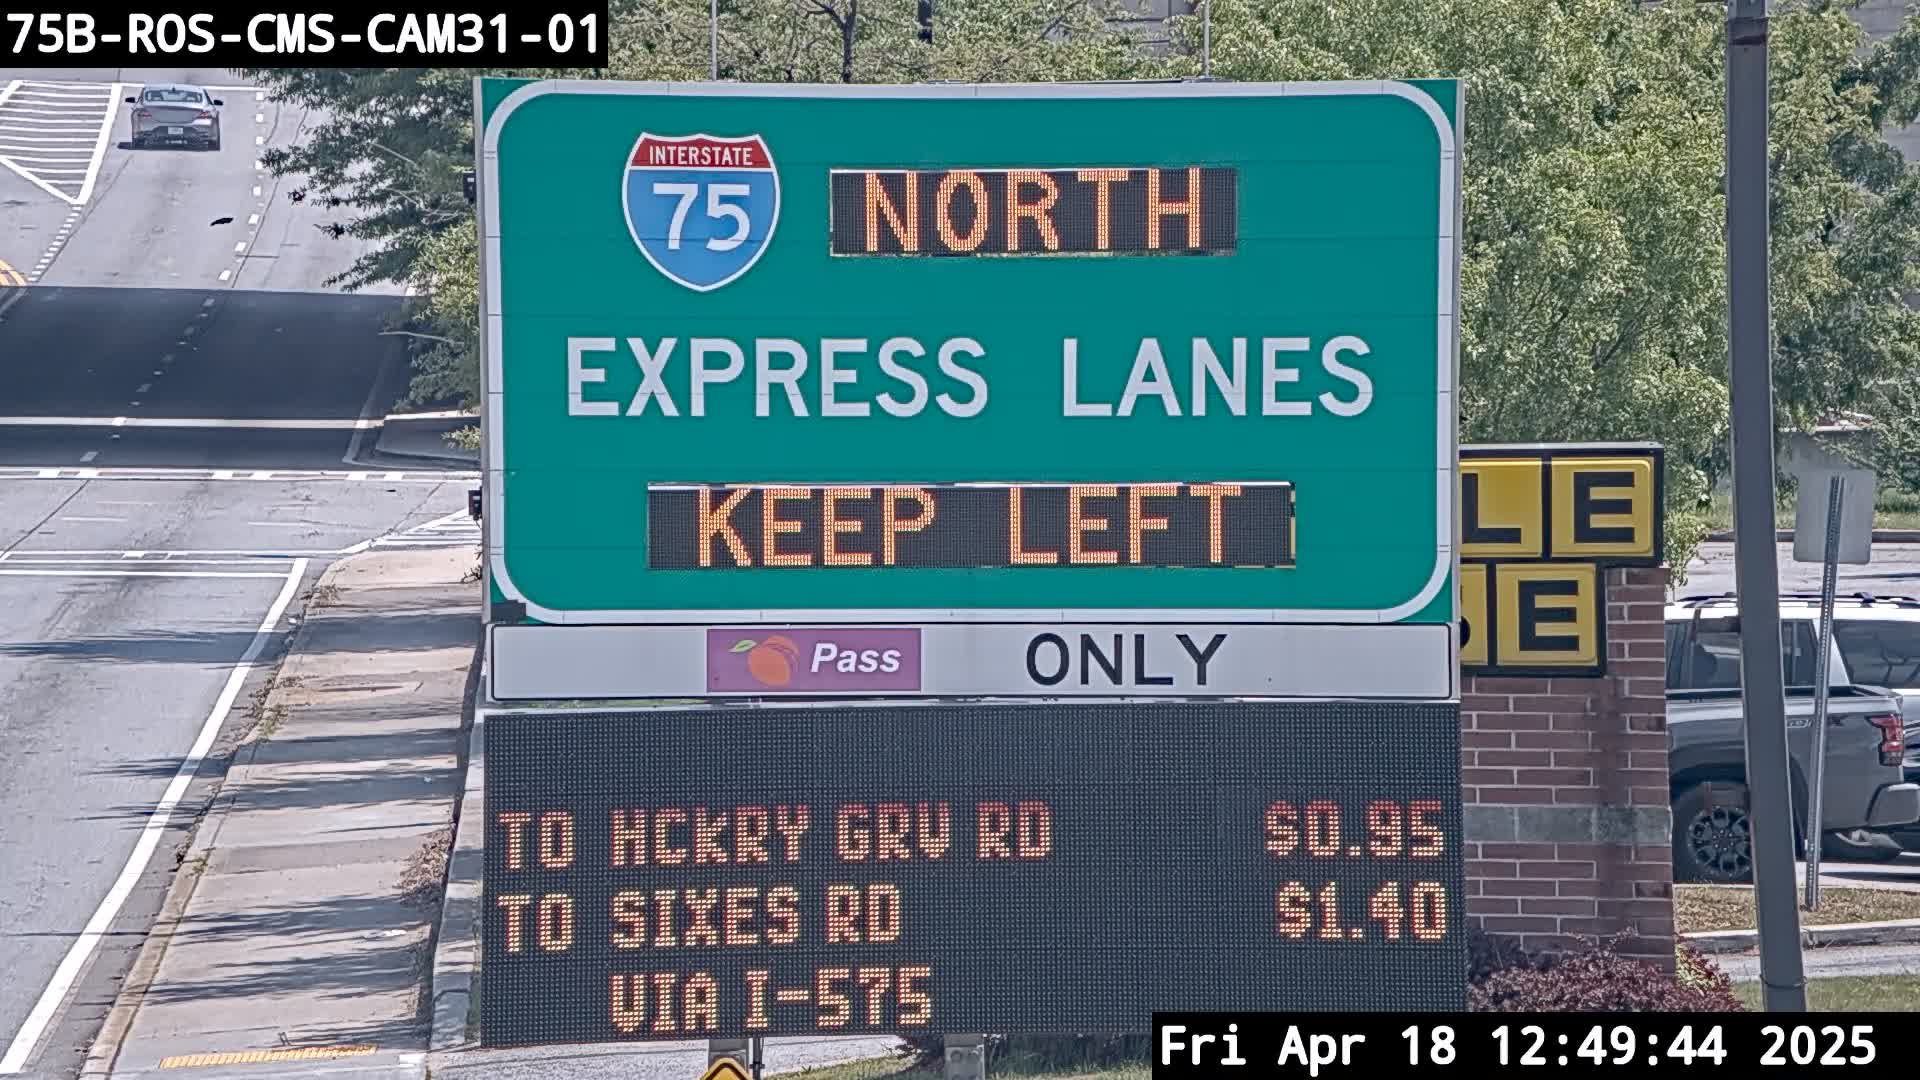 75B-ROS-CMS-CAM31-01
INTERSTATE
75
NORTH
EXPRESS LANES
KEEP LEFT
Pass ONLY
LE
E
TO HCKRY GRV RD $0.95
TO SIXES RD $1.40
VIA I-575
Fri Apr 18 12:49:44 2025